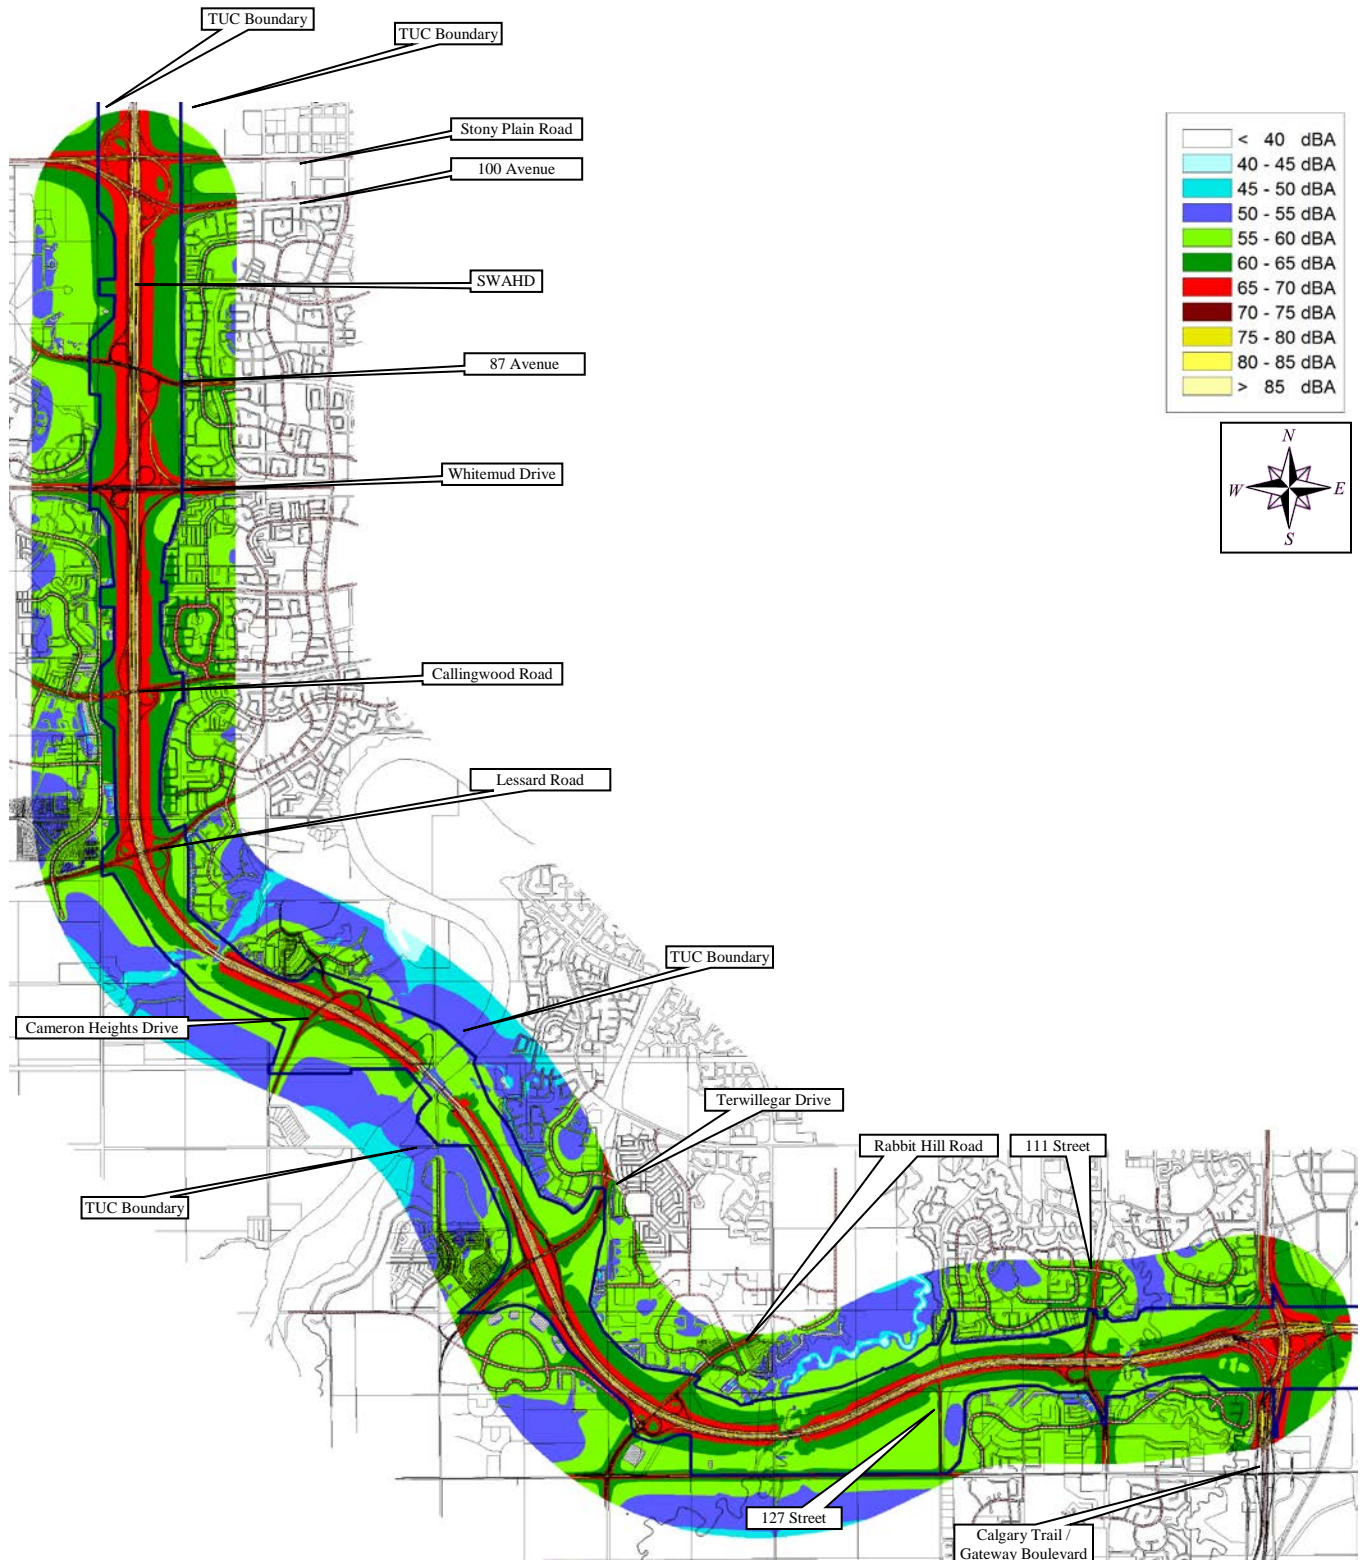 TUC Boundary
TUC Boundary
Stony Plain Road
100 Avenue
SWAHD
87 Avenue
Whitemud Drive
Callingwood Road
Lessard Road
TUC Boundary
Cameron Heights Drive
Terwillegar Drive
Rabbit Hill Road
111 Street
TUC Boundary
127 Street
Calgary Trail /
Gateway Boulevard
< 40 dBA
40 - 45 dBA
45 - 50 dBA
50 - 55 dBA
55 - 60 dBA
60 - 65 dBA
65 - 70 dBA
70 - 75 dBA
75 - 80 dBA
80 - 85 dBA
> 85 dBA
N
W E
S